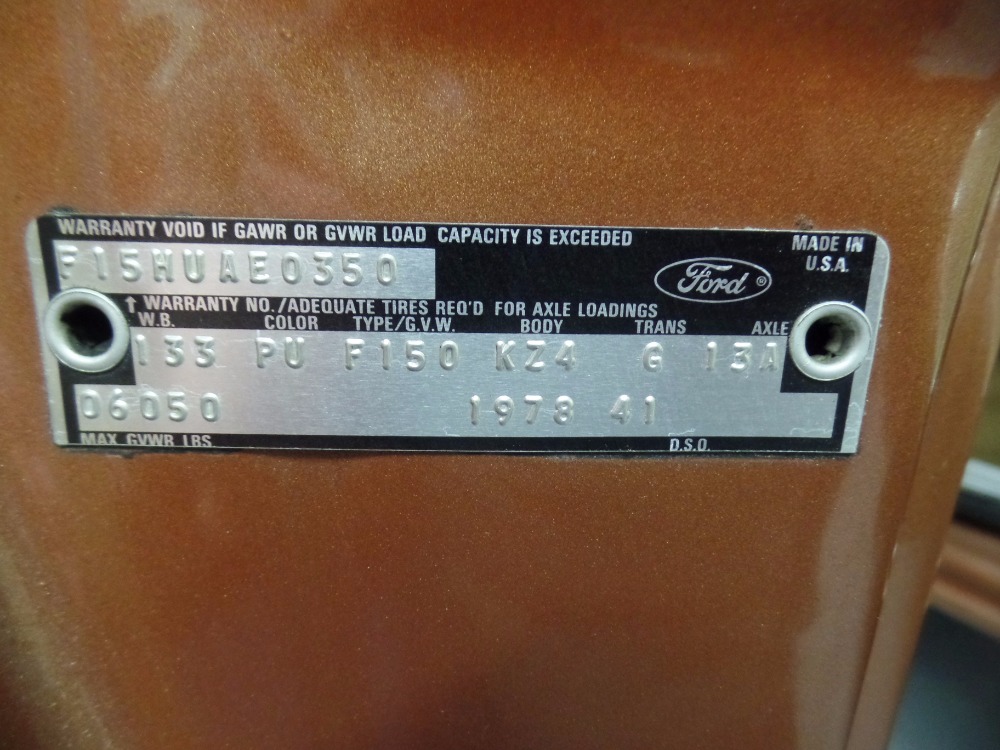 WARRANTY VOID IF GAWR OR GVWR LOAD CAPACITY IS EXCEEDED
MADE IN
U.S.A.
F15HUAE0350
Ford ®
↑ WARRANTY NO./ADEQUATE TIRES REQ'D FOR AXLE LOADINGS
W.B. COLOR TYPE/G.V.W. BODY TRANS AXLE
133 PU F150 KZ4 G 13A
06050 1978 41
MAX GVWR LBS D.S.O.